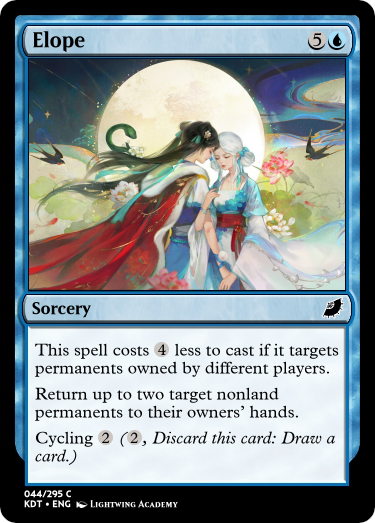 Elope 5
Sorcery
This spell costs 4 less to cast if it targets
permanents owned by different players.
Return up to two target nonland
permanents to their owners' hands.
Cycling 2 (2, Discard this card: Draw a
card.)
044/295 C
KDT • ENG LIGHTWING ACADEMY